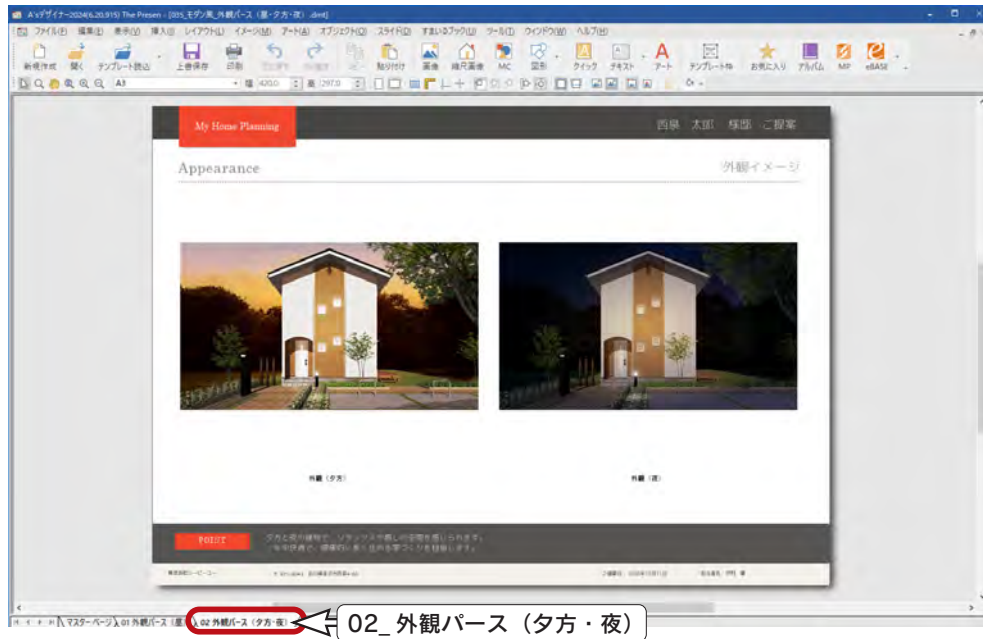 A'sデザイナー2024(6.20.915) The Presen - [035_モダン風_外観パース（昼・夕方・夜）.dmt]
ファイル(F) 編集(E) 表示(V) 挿入(I) レイアウト(L) イメージ(M) アート(A) オブジェクト(O) スライド(D) すまいるブック(U) ツール(T) ウインドウ(W) ヘルプ(H)
新規作成 開く テンプレート読込 上書保存 印刷 貼り付け 画像 縮尺画像 MC 図形 クイック テキスト アート テンプレート枠 お気に入り アルバム MP eBASE
A3 幅 420.0 高 297.0
My Home Planning
西泉 太郎 様邸 ご提案
Appearance
外観イメージ
外観（夕方）
外観（夜）
POINT
マスターページ 01 外観パース（昼） 02 外観パース（夕方・夜）
02_ 外観パース（夕方・夜）